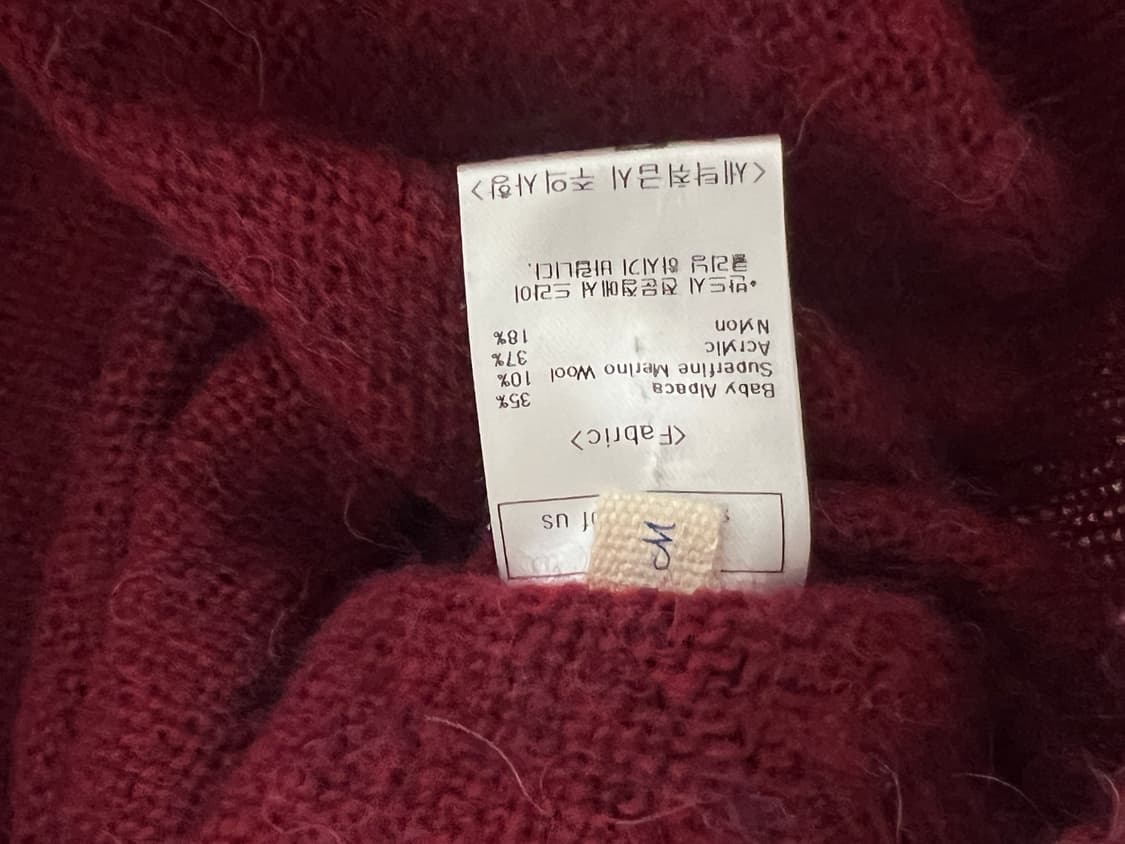 M
of us
<Fabric>
Baby Alpaca 35%
Superfine Merino Wool 10%
Acrylic 37%
Nylon 18%
•반드시 전문점에서 드라이
클리닝 하시기 바랍니다.
<세탁취급시 주의사항>